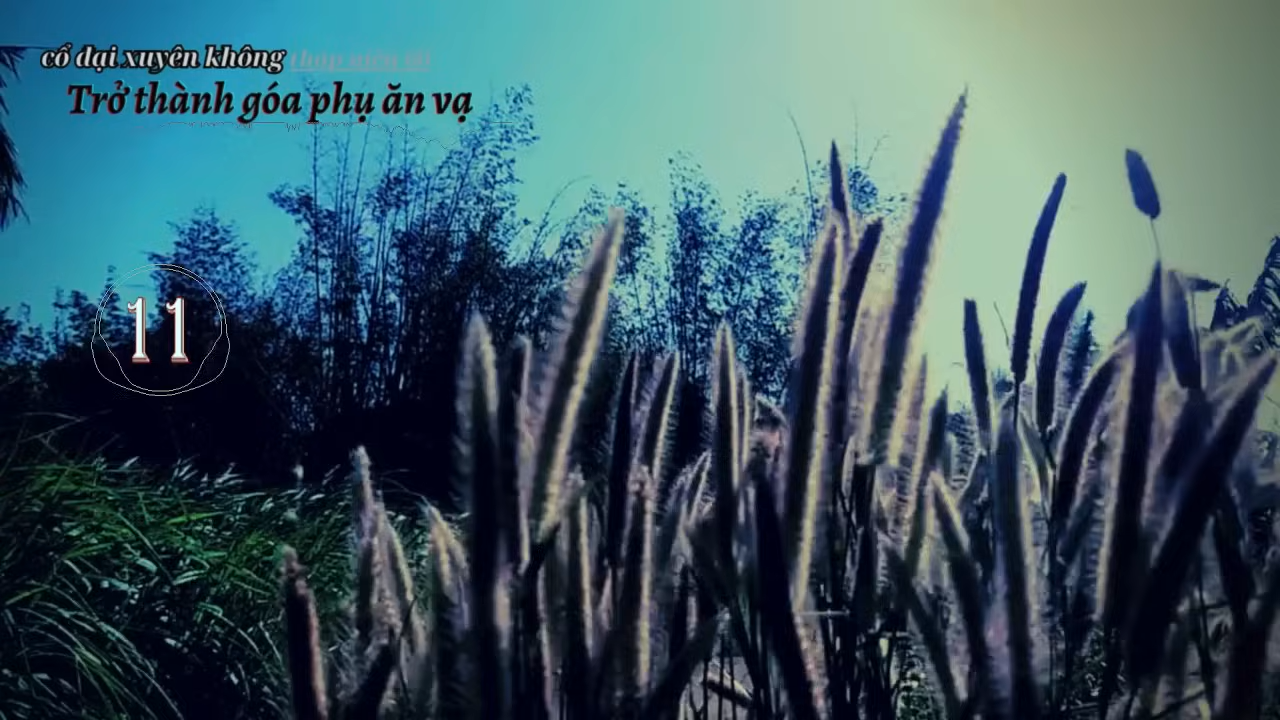 cổ đại xuyên không
Trở thành góa phụ ăn vạ
11